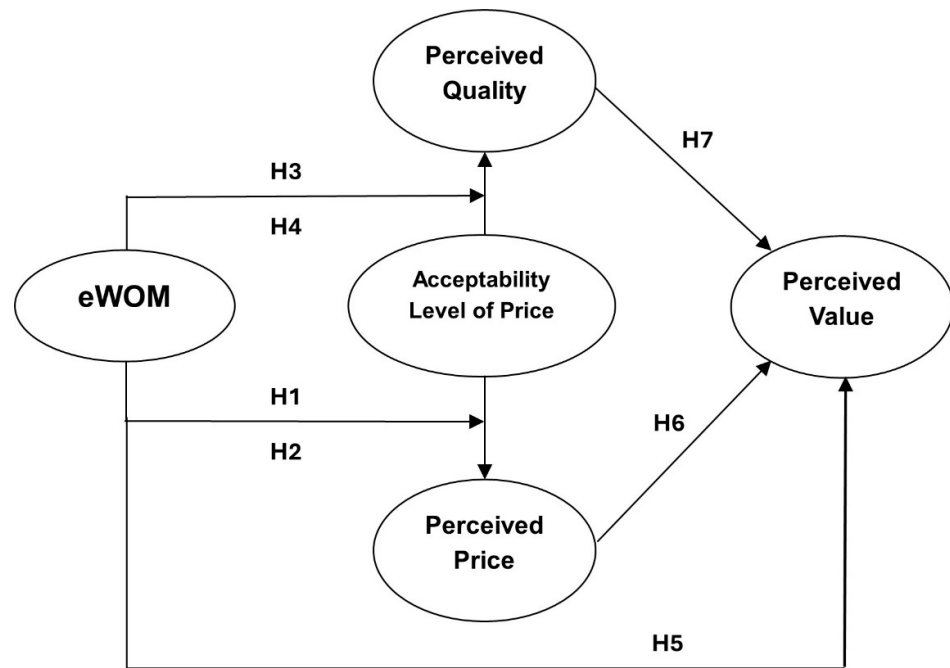 Perceived
Quality
H7
H3
H4
eWOM
Acceptability
Level of Price
Perceived
Value
H1
H2
H6
Perceived
Price
H5